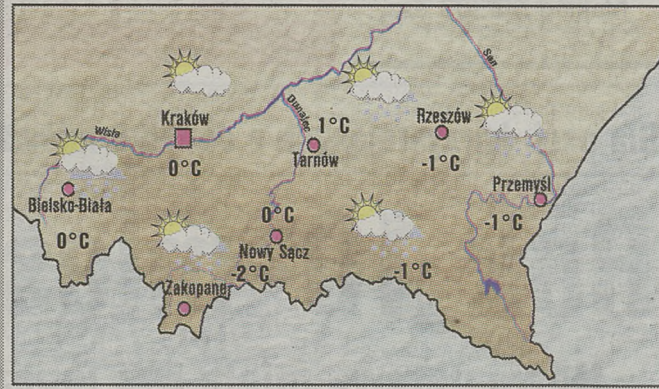 San
Wisła
Kraków
0°C
Dunajec
1°C
Tarnów
Rzeszów
-1°C
Przemyśl
-1°C
Bielsko-Biała
0°C
0°C
Nowy Sącz
-2°C
Zakopane
-1°C